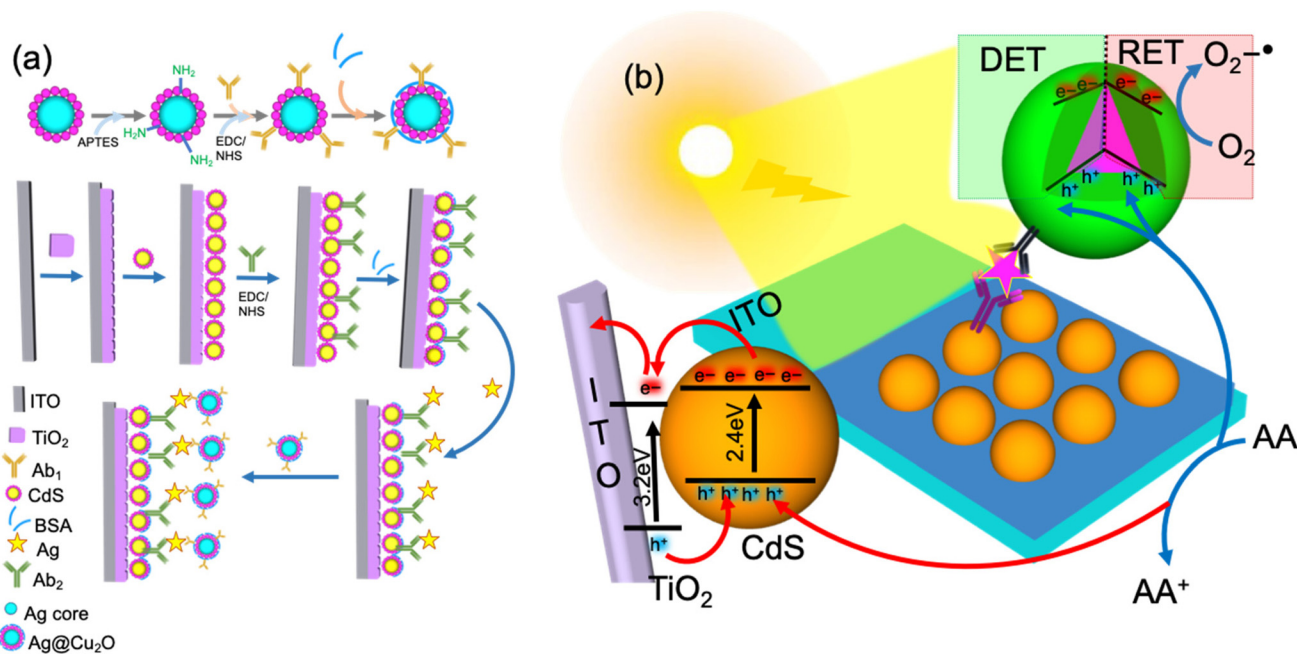 (a)
NH₂
H₂N
NH₂
APTES
EDC/
NHS
EDC/
NHS
ITO
TiO₂
Ab₁
CdS
BSA
Ag
Ab₂
Ag core
Ag@Cu₂O
(b)
DET
RET
O₂−•
O₂
e− e− e− e−
h⁺ h⁺ h⁺ h⁺
ITO
ITO
e−
e− e− e− e−
3.2eV
2.4eV
h⁺ h⁺ h⁺ h⁺
h⁺
CdS
TiO₂
AA
AA⁺